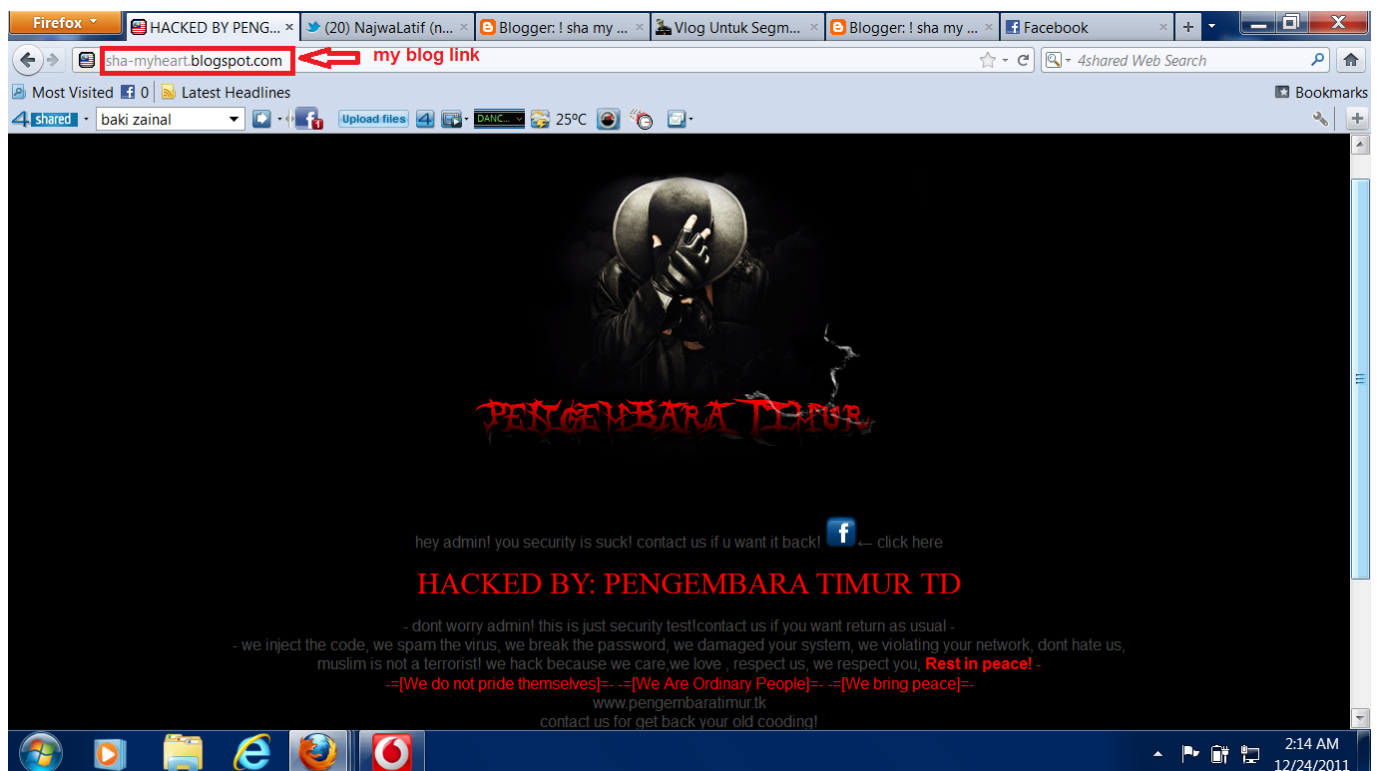 Firefox
HACKED BY PENG...
(20) NajwaLatif (n...
Blogger: ! sha my ...
Vlog Untuk Segm...
Blogger: ! sha my ...
Facebook
sha-myheart.blogspot.com
my blog link
4shared Web Search
Most Visited
0
Latest Headlines
Bookmarks
4 shared
baki zainal
1
Upload files
4
DANC...
25°C
PENGEMBARA TIMUR
hey admin! you security is suck! contact us if u want it back! f ← click here
HACKED BY: PENGEMBARA TIMUR TD
- dont worry admin! this is just security test!contact us if you want return as usual -
- we inject the code, we spam the virus, we break the password, we damaged your system, we violating your network, dont hate us,
muslim is not a terrorist! we hack because we care,we love , respect us, we respect you, Rest in peace! -
-=[We do not pride themselves]=- -=[We Are Ordinary People]=- -=[We bring peace]=-
www.pengembaratimur.tk
contact us for get back your old cooding!
2:14 AM
12/24/2011